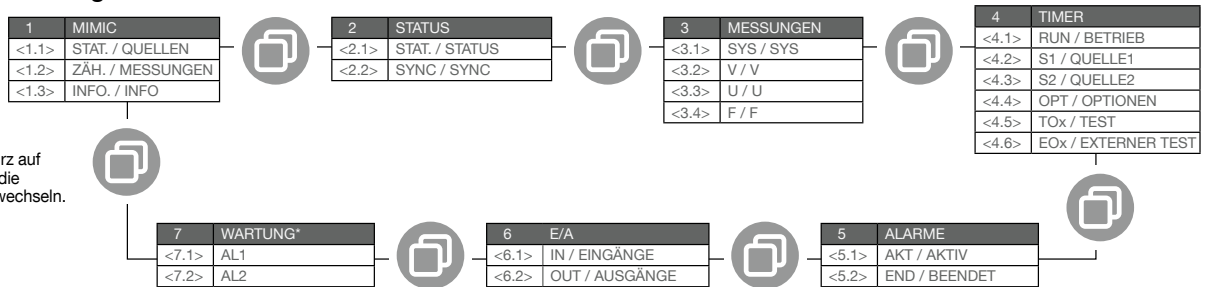 1 MIMIC
<1.1> STAT. / QUELLEN
<1.2> ZÄH. / MESSUNGEN
<1.3> INFO. / INFO
2 STATUS
<2.1> STAT. / STATUS
<2.2> SYNC / SYNC
3 MESSUNGEN
<3.1> SYS / SYS
<3.2> V / V
<3.3> U / U
<3.4> F / F
4 TIMER
<4.1> RUN / BETRIEB
<4.2> S1 / QUELLE1
<4.3> S2 / QUELLE2
<4.4> OPT / OPTIONEN
<4.5> TOx / TEST
<4.6> EOx / EXTERNER TEST
rz auf
die
wechseln.
7 WARTUNG*
<7.1> AL1
<7.2> AL2
6 E/A
<6.1> IN / EINGÄNGE
<6.2> OUT / AUSGÄNGE
5 ALARME
<5.1> AKT / AKTIV
<5.2> END / BEENDET